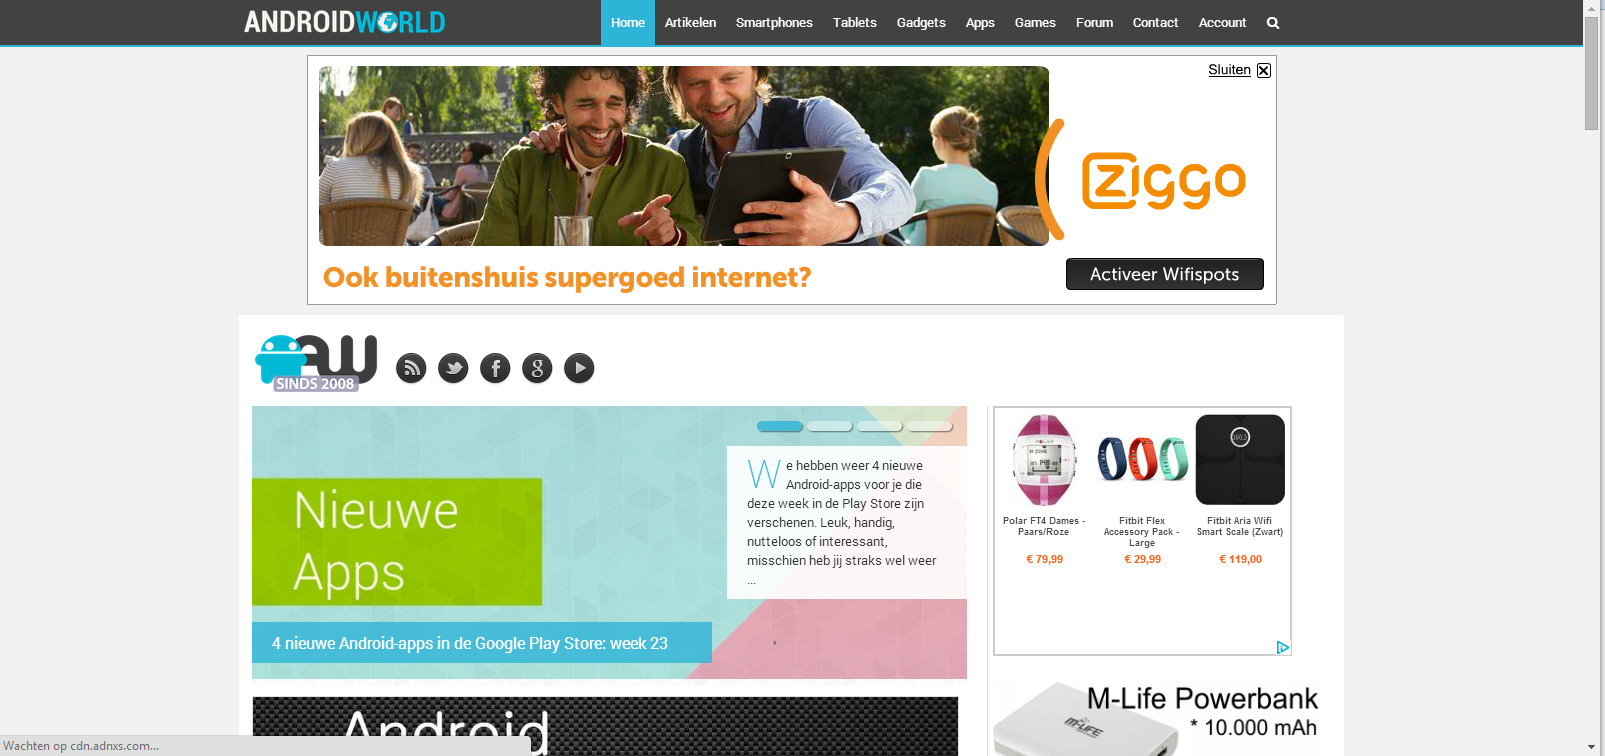 ANDROIDWORLD
Home Artikelen Smartphones Tablets Gadgets Apps Games Forum Contact Account
Sluiten
ziggo
Ook buitenshuis supergoed internet?
Activeer Wifispots
aw
SINDS 2008
Nieuwe
Apps
We hebben weer 4 nieuwe
Android-apps voor je die
deze week in de Play Store zijn
verschenen. Leuk, handig,
nutteloos of interessant,
misschien heb jij straks wel weer
...
4 nieuwe Android-apps in de Google Play Store: week 23
Polar FT4 Dames -
Paars/Roze
€ 79,99
Fitbit Flex
Accessory Pack -
Large
€ 29,99
Fitbit Aria Wifi
Smart Scale (Zwart)
€ 119,00
M-Life Powerbank
* 10.000 mAh
M-LIFE
Android
Wachten op cdn.adnxs.com...